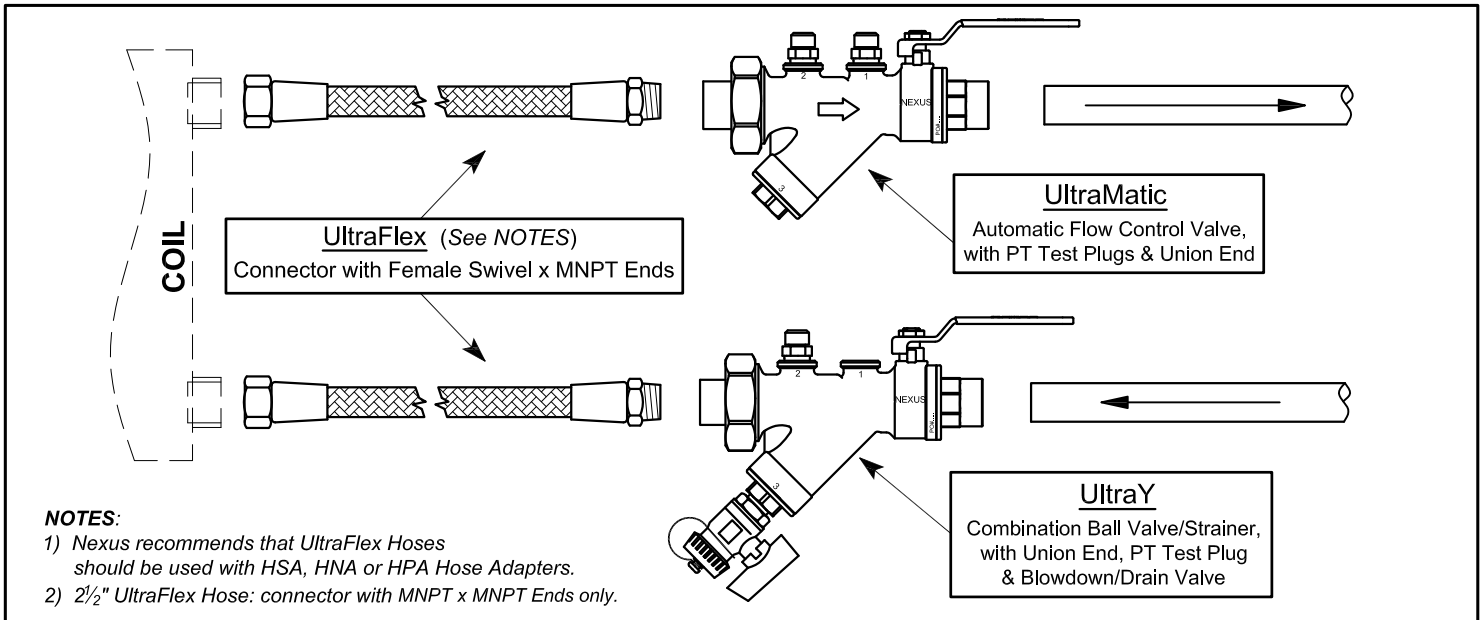 COIL
UltraFlex (See NOTES)
Connector with Female Swivel x MNPT Ends
2
1
3
NEXUS
UltraMatic
Automatic Flow Control Valve,
with PT Test Plugs & Union End
2
1
3
NEXUS
UltraY
Combination Ball Valve/Strainer,
with Union End, PT Test Plug
& Blowdown/Drain Valve
NOTES:
1) Nexus recommends that UltraFlex Hoses
should be used with HSA, HNA or HPA Hose Adapters.
2) 2½" UltraFlex Hose: connector with MNPT x MNPT Ends only.